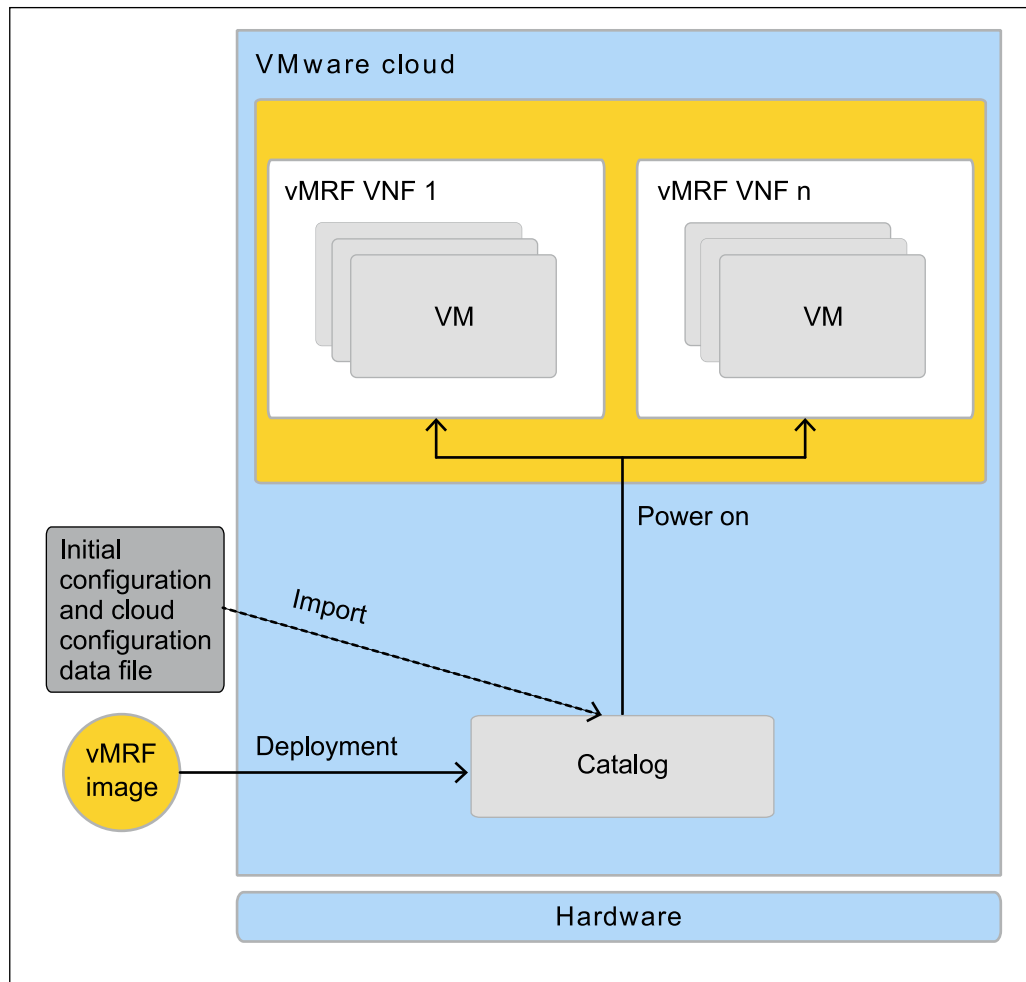 VMware cloud
vMRF VNF 1
vMRF VNF n
VM
VM
Power on
Initial
configuration
and cloud
configuration
data file
Import
vMRF
image
Deployment
Catalog
Hardware